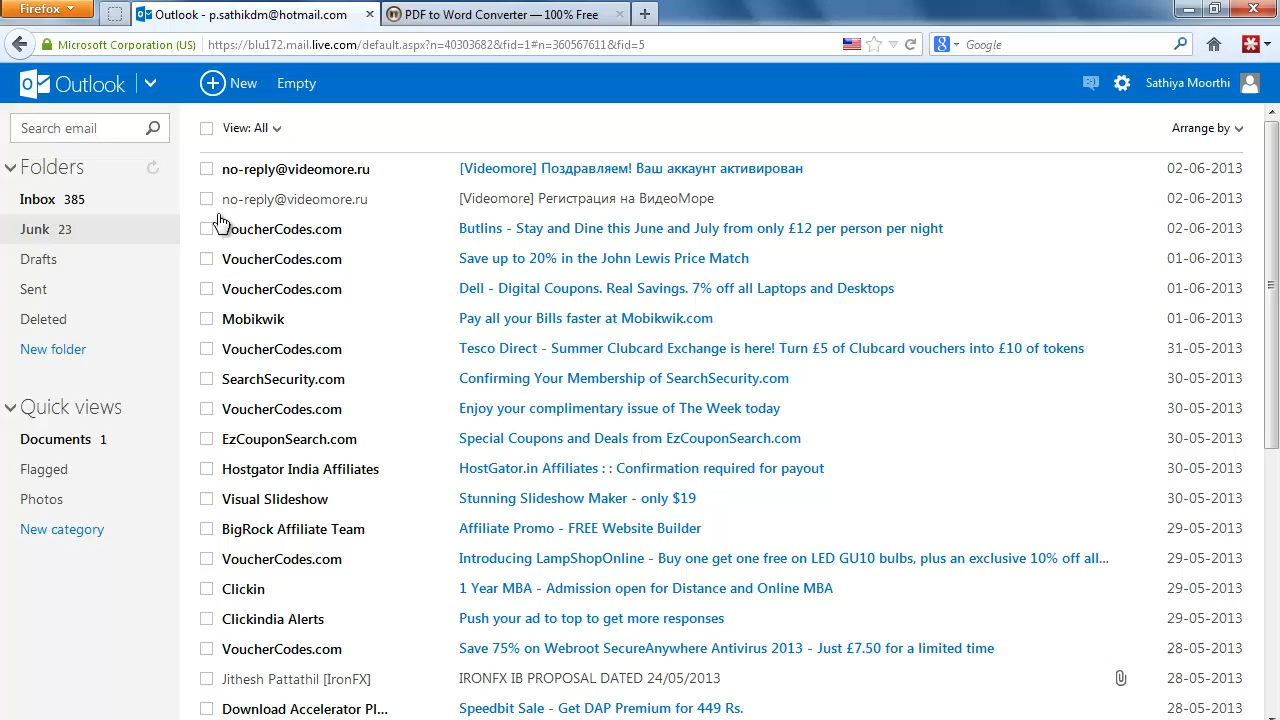 Firefox
Outlook - p.sathikdm@hotmail.com
PDF to Word Converter — 100% Free
Microsoft Corporation (US)
https://blu172.mail.live.com/default.aspx?n=40303682&fid=1#n=360567611&fid=5
Google
Outlook
New
Empty
Sathiya Moorthi
Search email
View: All
Arrange by
Folders
Inbox 385
Junk 23
Drafts
Sent
Deleted
New folder
Quick views
Documents 1
Flagged
Photos
New category
no-reply@videomore.ru [Videomore] Поздравляем! Ваш аккаунт активирован 02-06-2013
no-reply@videomore.ru [Videomore] Регистрация на ВидеоМоре 02-06-2013
VoucherCodes.com Butlins - Stay and Dine this June and July from only £12 per person per night 02-06-2013
VoucherCodes.com Save up to 20% in the John Lewis Price Match 01-06-2013
VoucherCodes.com Dell - Digital Coupons. Real Savings. 7% off all Laptops and Desktops 01-06-2013
Mobikwik Pay all your Bills faster at Mobikwik.com 01-06-2013
VoucherCodes.com Tesco Direct - Summer Clubcard Exchange is here! Turn £5 of Clubcard vouchers into £10 of tokens 31-05-2013
SearchSecurity.com Confirming Your Membership of SearchSecurity.com 30-05-2013
VoucherCodes.com Enjoy your complimentary issue of The Week today 30-05-2013
EzCouponSearch.com Special Coupons and Deals from EzCouponSearch.com 30-05-2013
Hostgator India Affiliates HostGator.in Affiliates : : Confirmation required for payout 30-05-2013
Visual Slideshow Stunning Slideshow Maker - only $19 30-05-2013
BigRock Affiliate Team Affiliate Promo - FREE Website Builder 29-05-2013
VoucherCodes.com Introducing LampShopOnline - Buy one get one free on LED GU10 bulbs, plus an exclusive 10% off all... 29-05-2013
Clickin 1 Year MBA - Admission open for Distance and Online MBA 29-05-2013
Clickindia Alerts Push your ad to top to get more responses 29-05-2013
VoucherCodes.com Save 75% on Webroot SecureAnywhere Antivirus 2013 - Just £7.50 for a limited time 28-05-2013
Jithesh Pattathil [IronFX] IRONFX IB PROPOSAL DATED 24/05/2013 28-05-2013
Download Accelerator Pl... Speedbit Sale - Get DAP Premium for 449 Rs. 28-05-2013